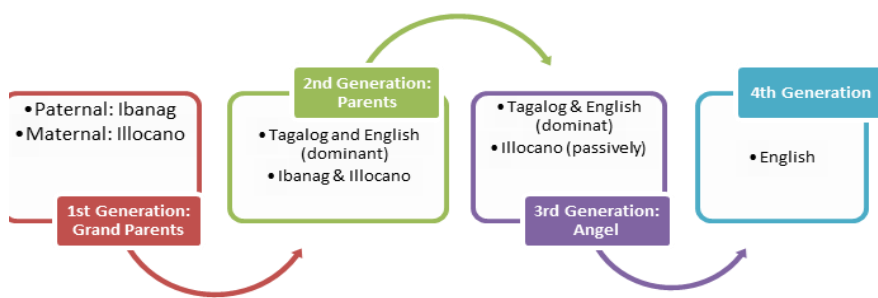 • Paternal: Ibanag
• Maternal: Illocano
1st Generation:
Grand Parents
2nd Generation:
Parents
• Tagalog and English
(dominant)
• Ibanag & Illocano
• Tagalog & English
(dominat)
• Illocano (passively)
3rd Generation:
Angel
4th Generation
• English